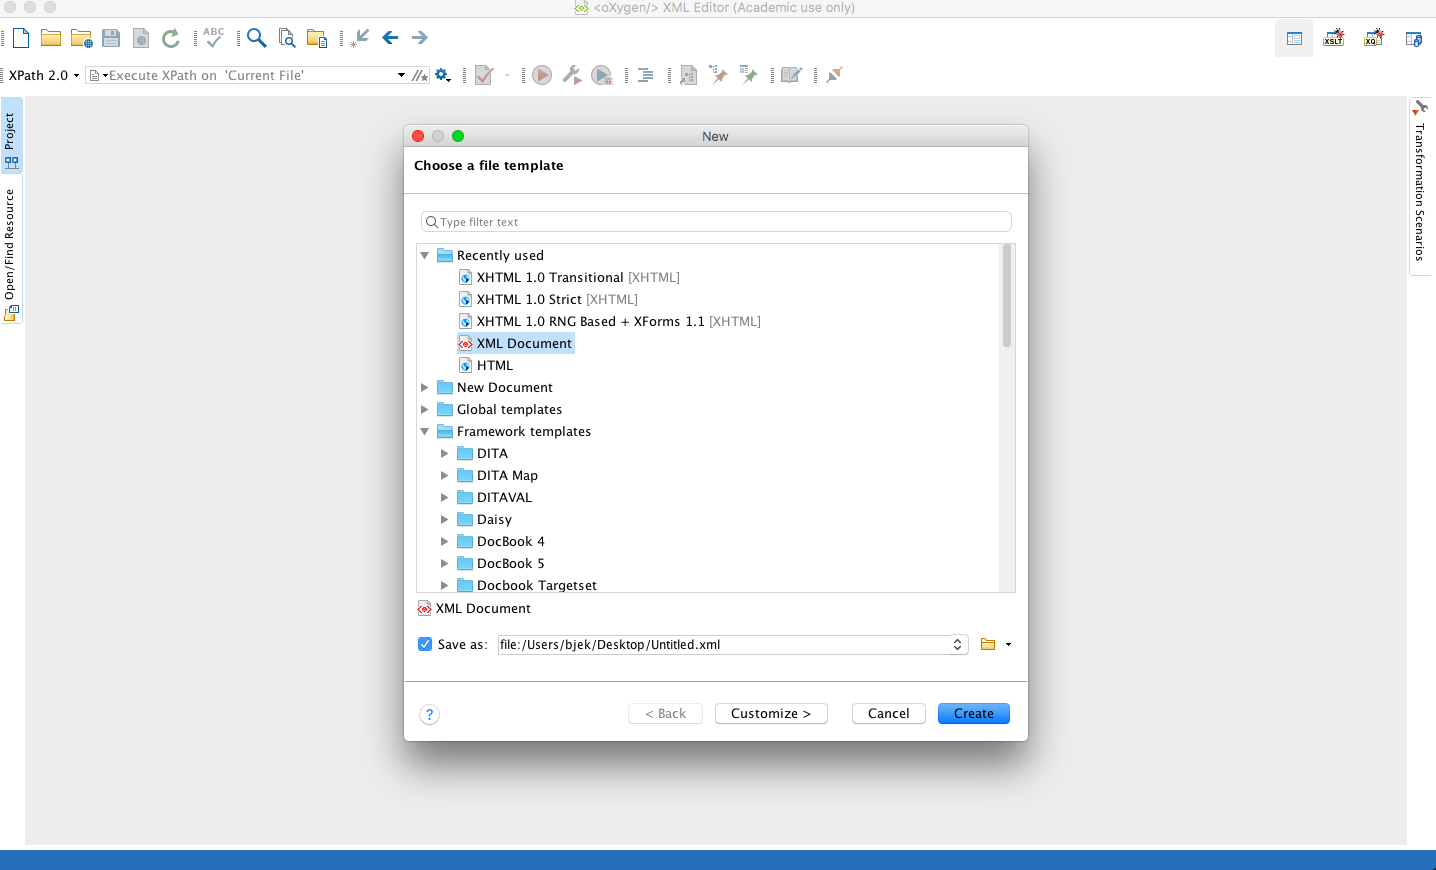 <oXygen/> XML Editor (Academic use only)
ABC
XSLT
XQ
XPath 2.0
Execute XPath on 'Current File'
Project
Open/Find Resource
Transformation Scenarios
New
Choose a file template
Type filter text
Recently used
XHTML 1.0 Transitional [XHTML]
XHTML 1.0 Strict [XHTML]
XHTML 1.0 RNG Based + XForms 1.1 [XHTML]
XML Document
HTML
New Document
Global templates
Framework templates
DITA
DITA Map
DITAVAL
Daisy
DocBook 4
DocBook 5
Docbook Targetset
XML Document
Save as: file:/Users/bjek/Desktop/Untitled.xml
? < Back Customize > Cancel Create